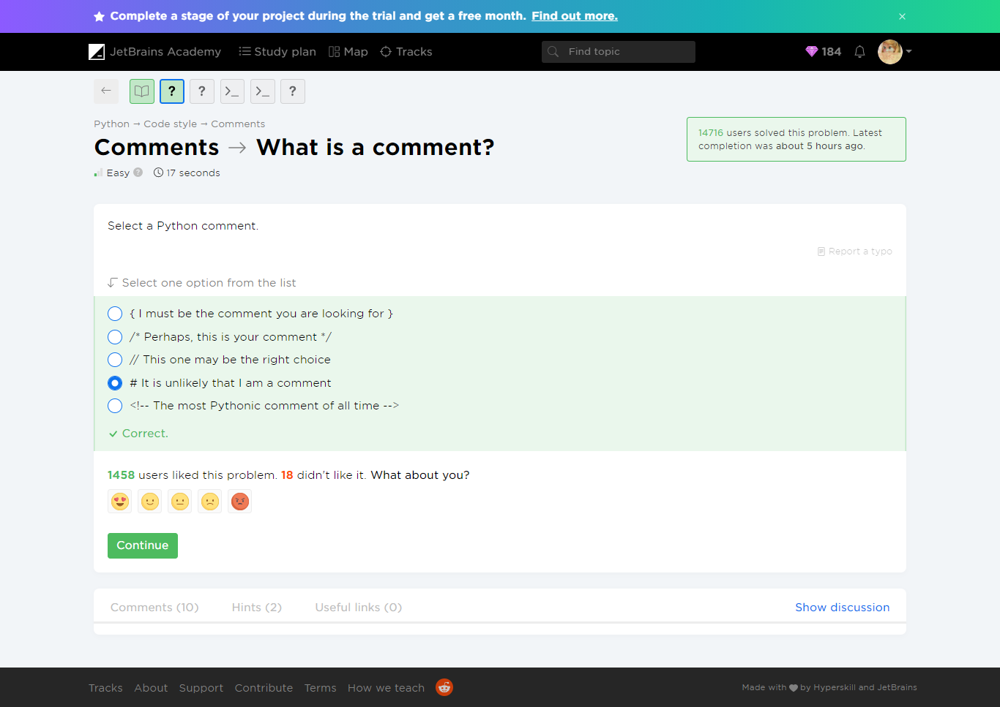 Complete a stage of your project during the trial and get a free month. Find out more.
JetBrains Academy Study plan Map Tracks Find topic 184
? ? >_ >_ ?
Python → Code style → Comments
Comments → What is a comment?
Easy ? 17 seconds
14716 users solved this problem. Latest
completion was about 5 hours ago.
Select a Python comment.
Report a typo
Select one option from the list
{ I must be the comment you are looking for }
/* Perhaps, this is your comment */
// This one may be the right choice
# It is unlikely that I am a comment
<!-- The most Pythonic comment of all time -->
Correct.
1458 users liked this problem. 18 didn't like it. What about you?
Continue
Comments (10) Hints (2) Useful links (0) Show discussion
Tracks About Support Contribute Terms How we teach Made with ♥ by Hyperskill and JetBrains